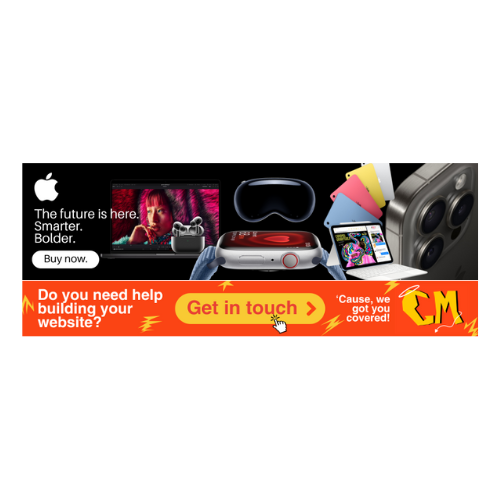 The future is here.
Smarter.
Bolder.
Buy now.
Do you need help
building your
website?
Get in touch
'Cause, we
got you
covered!
CM